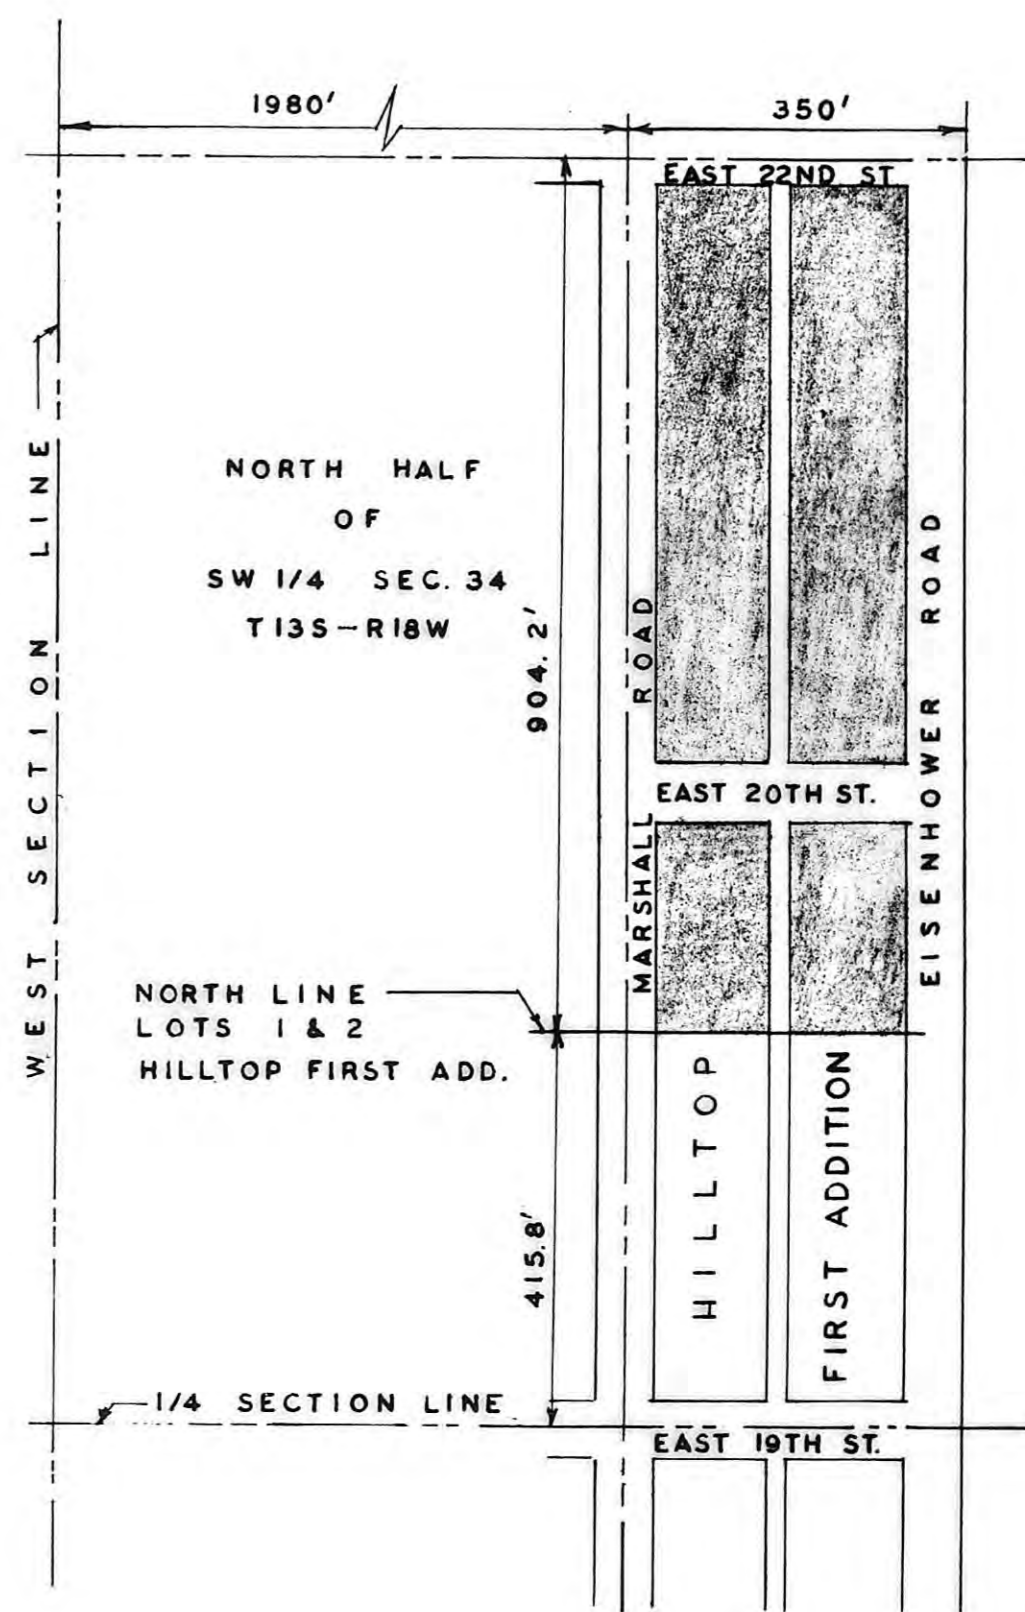 1980'
350'
EAST 22ND ST
WEST SECTION LINE
NORTH HALF
OF
SW 1/4 SEC. 34
T13S-R18W
904.2'
MARSHALL ROAD
EISENHOWER ROAD
EAST 20TH ST.
NORTH LINE
LOTS 1 & 2
HILLTOP FIRST ADD.
HILLTOP
FIRST ADDITION
415.8'
1/4 SECTION LINE
EAST 19TH ST.